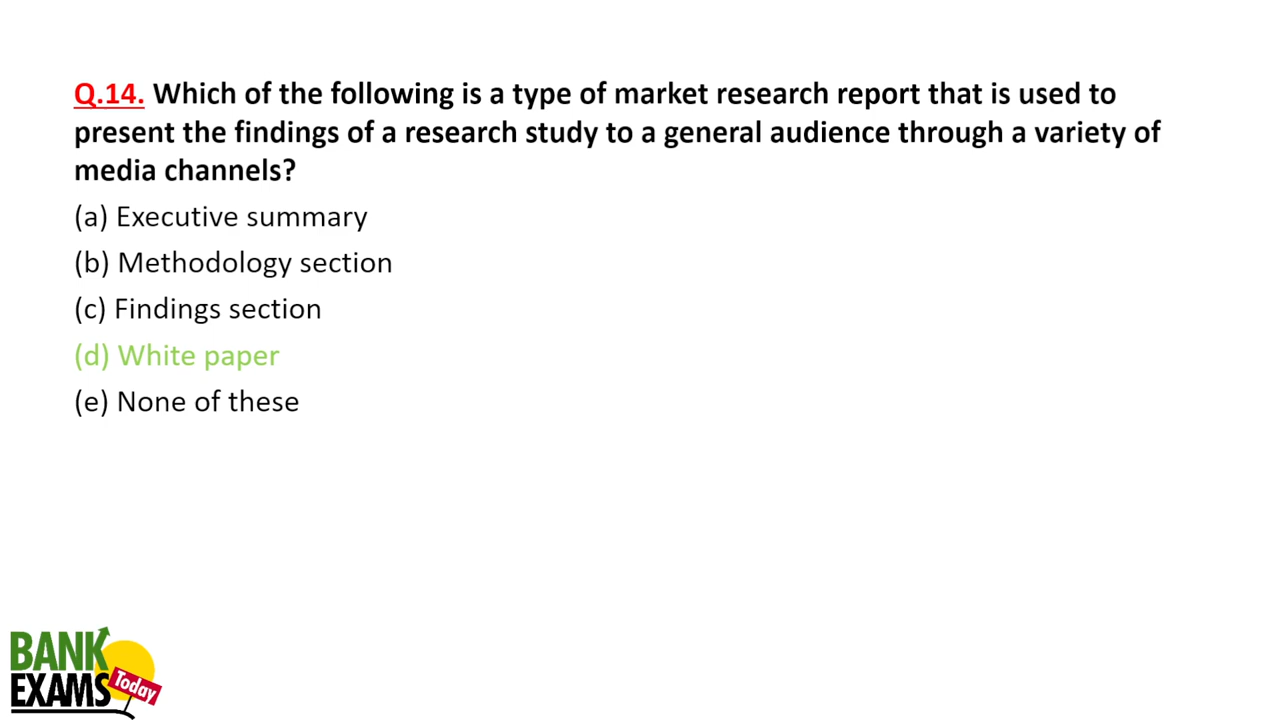 Q.14. Which of the following is a type of market research report that is used to
present the findings of a research study to a general audience through a variety of
media channels?
(a) Executive summary
(b) Methodology section
(c) Findings section
(d) White paper
(e) None of these
BANK
EXAMS
Today